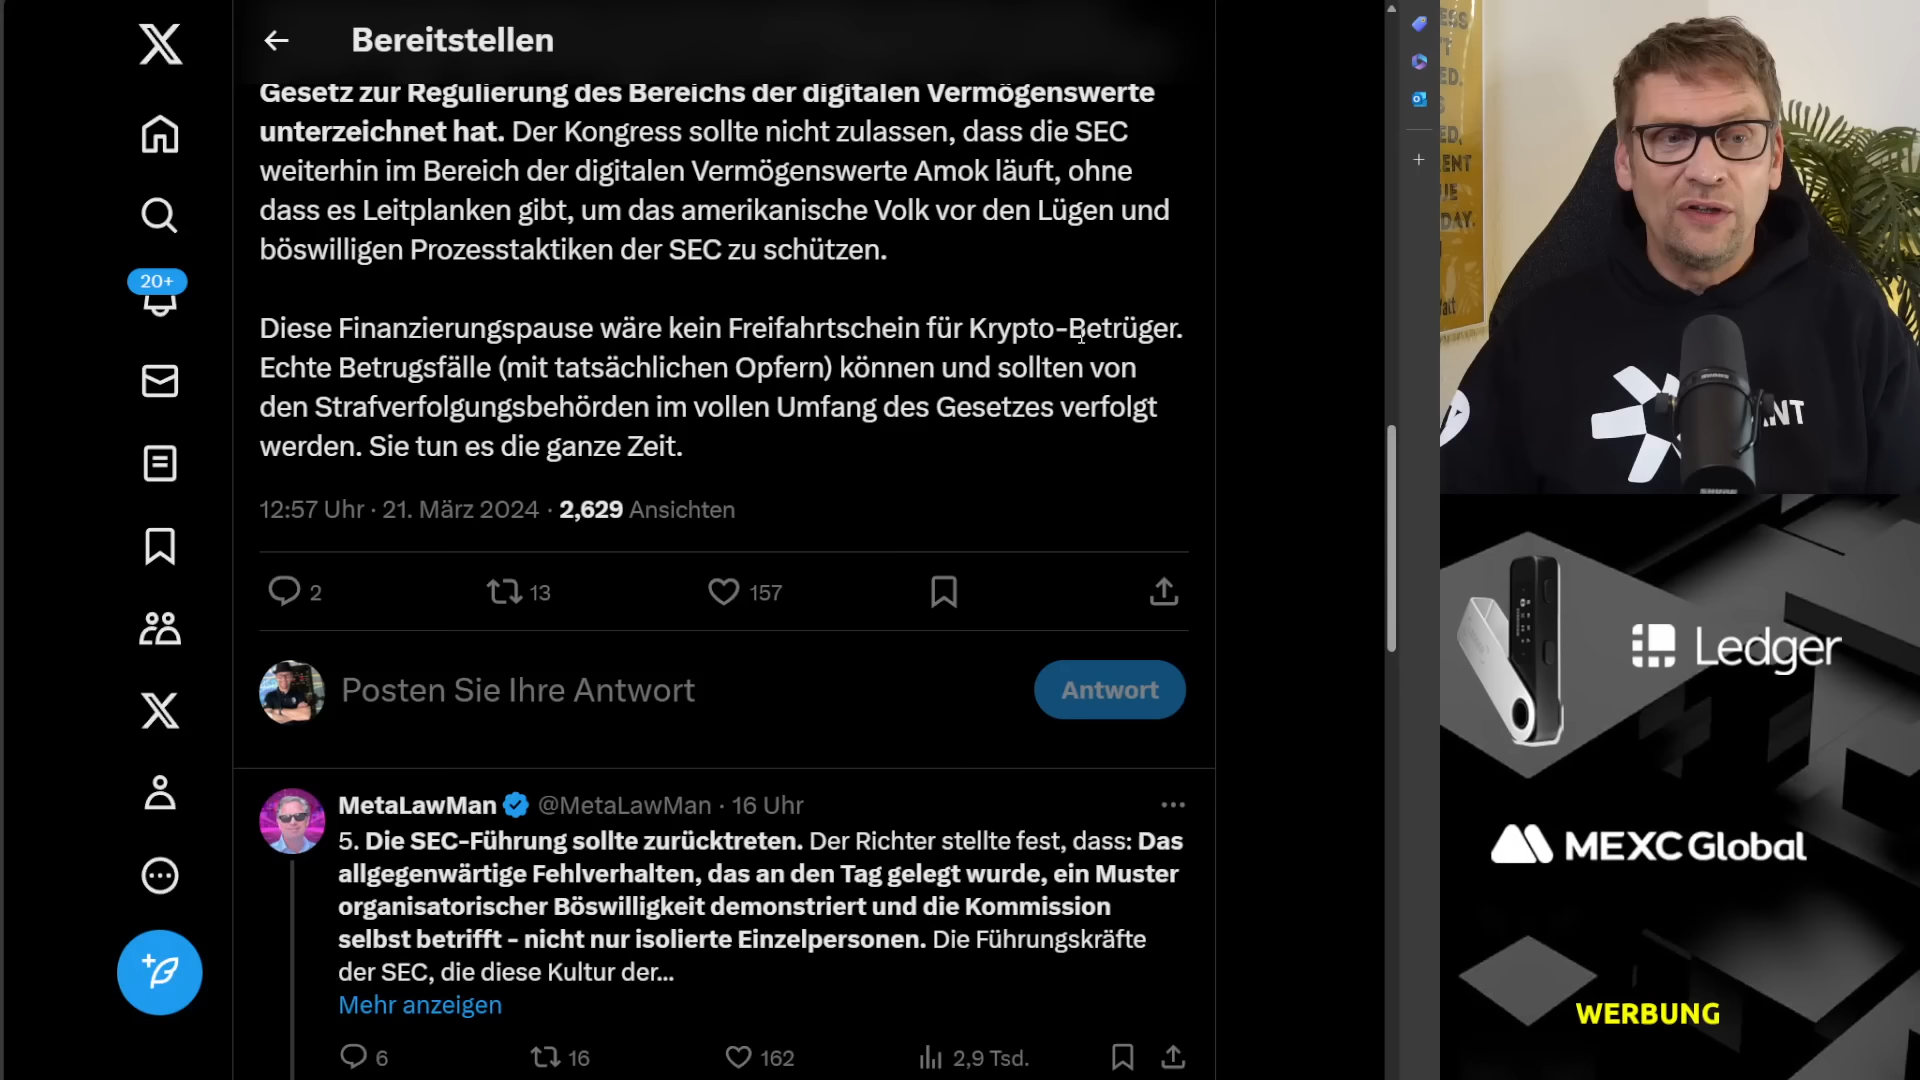 Bereitstellen
Gesetz zur Regulierung des Bereichs der digitalen Vermögenswerte
unterzeichnet hat. Der Kongress sollte nicht zulassen, dass die SEC
weiterhin im Bereich der digitalen Vermögenswerte Amok läuft, ohne
dass es Leitplanken gibt, um das amerikanische Volk vor den Lügen und
böswilligen Prozesstaktiken der SEC zu schützen.
Diese Finanzierungspause wäre kein Freifahrtschein für Krypto-Betrüger.
Echte Betrugsfälle (mit tatsächlichen Opfern) können und sollten von
den Strafverfolgungsbehörden im vollen Umfang des Gesetzes verfolgt
werden. Sie tun es die ganze Zeit.
12:57 Uhr · 21. März 2024 · 2,629 Ansichten
2 13 157
Posten Sie Ihre Antwort
Antwort
MetaLawMan @MetaLawMan · 16 Uhr
5. Die SEC-Führung sollte zurücktreten. Der Richter stellte fest, dass: Das
allgegenwärtige Fehlverhalten, das an den Tag gelegt wurde, ein Muster
organisatorischer Böswilligkeit demonstriert und die Kommission
selbst betrifft - nicht nur isolierte Einzelpersonen. Die Führungskräfte
der SEC, die diese Kultur der...
Mehr anzeigen
6 16 162 2,9 Tsd.
20+
Ledger
MEXC Global
WERBUNG